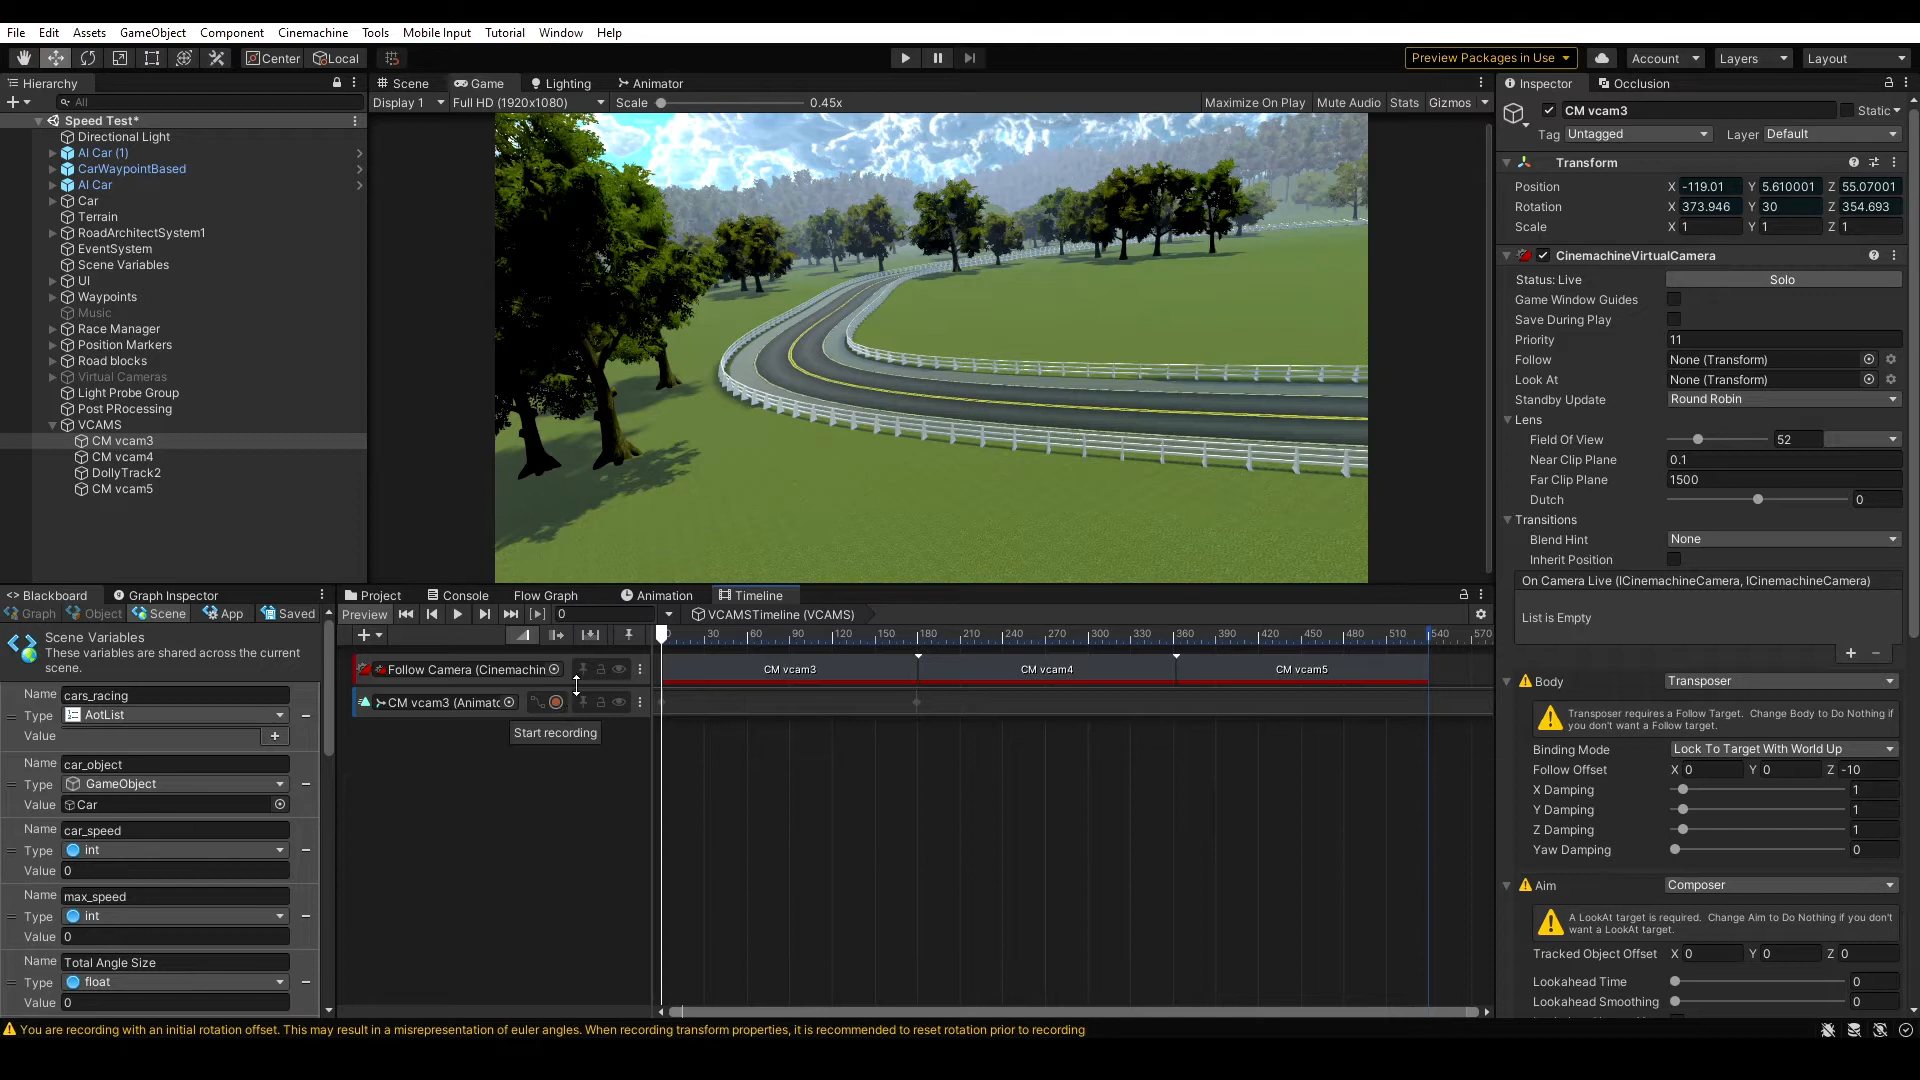 File Edit Assets GameObject Component Cinemachine Tools Mobile Input Tutorial Window Help
Center Local Preview Packages in Use Account Layers Layout
Hierarchy
All
Speed Test*
Directional Light
AI Car (1)
CarWaypointBased
AI Car
Car
Terrain
RoadArchitectSystem1
EventSystem
Scene Variables
UI
Waypoints
Music
Race Manager
Position Markers
Road blocks
Virtual Cameras
Light Probe Group
Post PRocessing
VCAMS
CM vcam3
CM vcam4
DollyTrack2
CM vcam5
Scene Game Lighting Animator
Display 1 Full HD (1920x1080) Scale 0.45x Maximize On Play Mute Audio Stats Gizmos
Inspector Occlusion
CM vcam3 Static
Tag Untagged Layer Default
Transform
Position X -119.01 Y 5.610001 Z 55.07001
Rotation X 373.946 Y 30 Z 354.693
Scale X 1 Y 1 Z 1
CinemachineVirtualCamera
Status: Live Solo
Game Window Guides
Save During Play
Priority 11
Follow None (Transform)
Look At None (Transform)
Standby Update Round Robin
Lens
Field Of View 52
Near Clip Plane 0.1
Far Clip Plane 1500
Dutch 0
Transitions
Blend Hint None
Inherit Position
On Camera Live (ICinemachineCamera, ICinemachineCamera)
List is Empty
Body Transposer
Transposer requires a Follow Target. Change Body to Do Nothing if
you don't want a Follow target.
Binding Mode Lock To Target With World Up
Follow Offset X 0 Y 0 Z -10
X Damping 1
Y Damping 1
Z Damping 1
Yaw Damping 0
Aim Composer
A LookAt target is required. Change Aim to Do Nothing if you don't
want a LookAt target.
Tracked Object Offset X 0 Y 0 Z 0
Lookahead Time 0
Lookahead Smoothing 0
<> Blackboard Graph Inspector
Graph Object Scene App Saved
Scene Variables
These variables are shared across the current
scene.
Name cars_racing
Type AotList
Value
Name car_object
Type GameObject
Value Car
Name car_speed
Type int
Value 0
Name max_speed
Type int
Value 0
Name Total Angle Size
Type float
Value 0
Project Console Flow Graph Animation Timeline
Preview 0 VCAMSTimeline (VCAMS)
0 30 60 90 120 150 180 210 240 270 300 330 360 390 420 450 480 510 540 570
Follow Camera (Cinemachin CM vcam3 CM vcam4 CM vcam5
CM vcam3 (Animato
Start recording
You are recording with an initial rotation offset. This may result in a misrepresentation of euler angles. When recording transform properties, it is recommended to reset rotation prior to recording